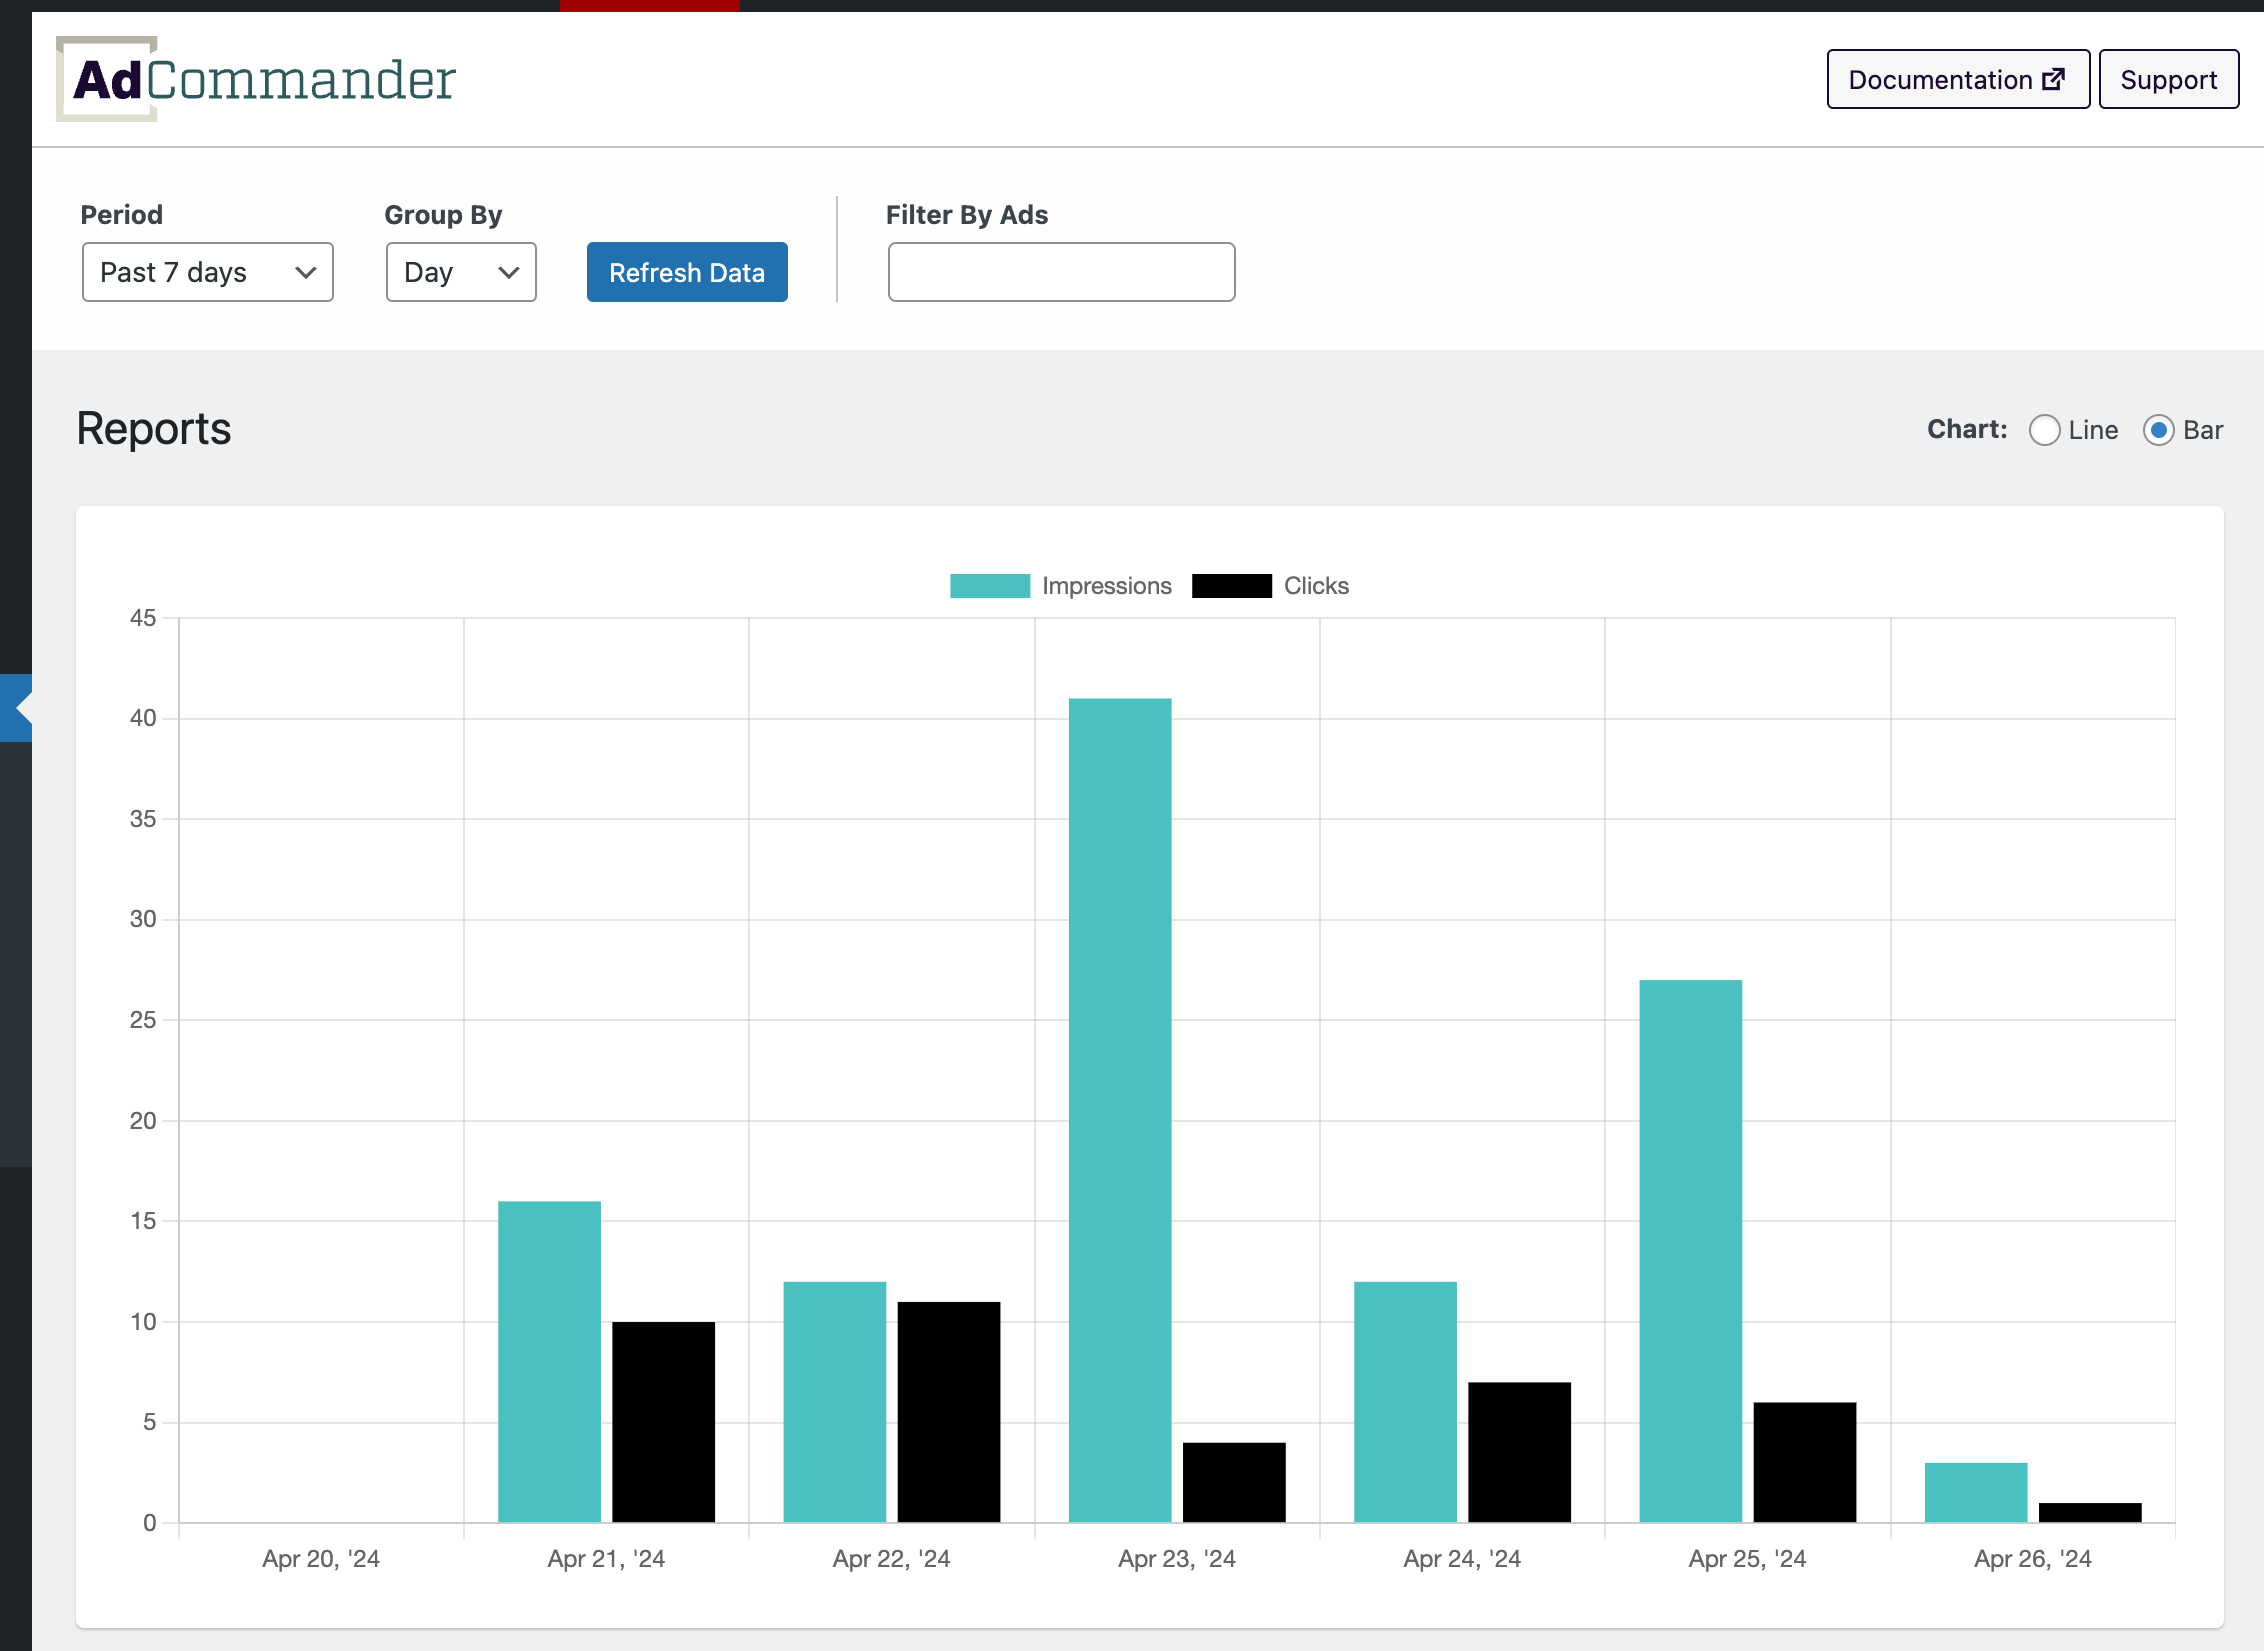 AdCommander
Documentation
Support
Period
Group By
Filter By Ads
Past 7 days
Day
Refresh Data
Reports
Chart:
Line
Bar
Impressions
Clicks
45
40
35
30
25
20
15
10
5
0
Apr 20, '24
Apr 21, '24
Apr 22, '24
Apr 23, '24
Apr 24, '24
Apr 25, '24
Apr 26, '24